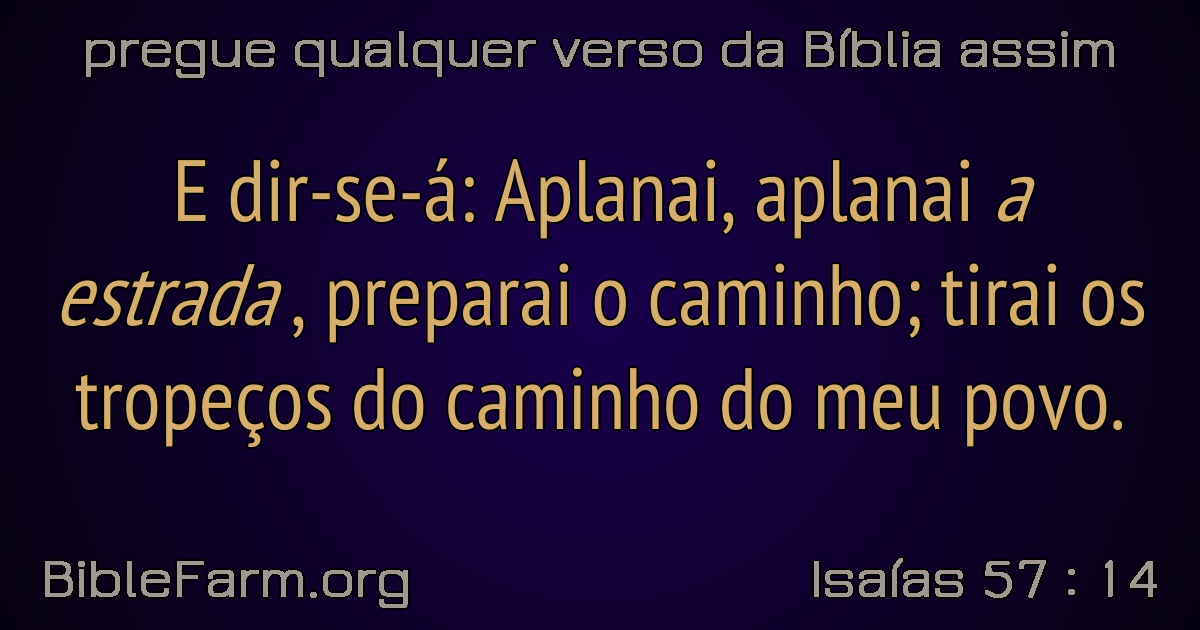 pregue qualquer verso da Bíblia assim
E dir-se-á: Aplanai, aplanai a
estrada , preparai o caminho; tirai os
tropeços do caminho do meu povo.
BibleFarm.org
Isaías 57 : 14